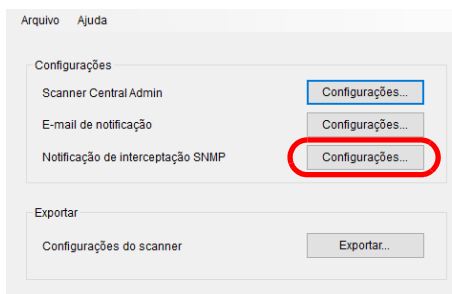 Arquivo Ajuda
Configurações
Scanner Central Admin Configurações...
E-mail de notificação Configurações...
Notificação de interceptação SNMP Configurações...
Exportar
Configurações do scanner Exportar...